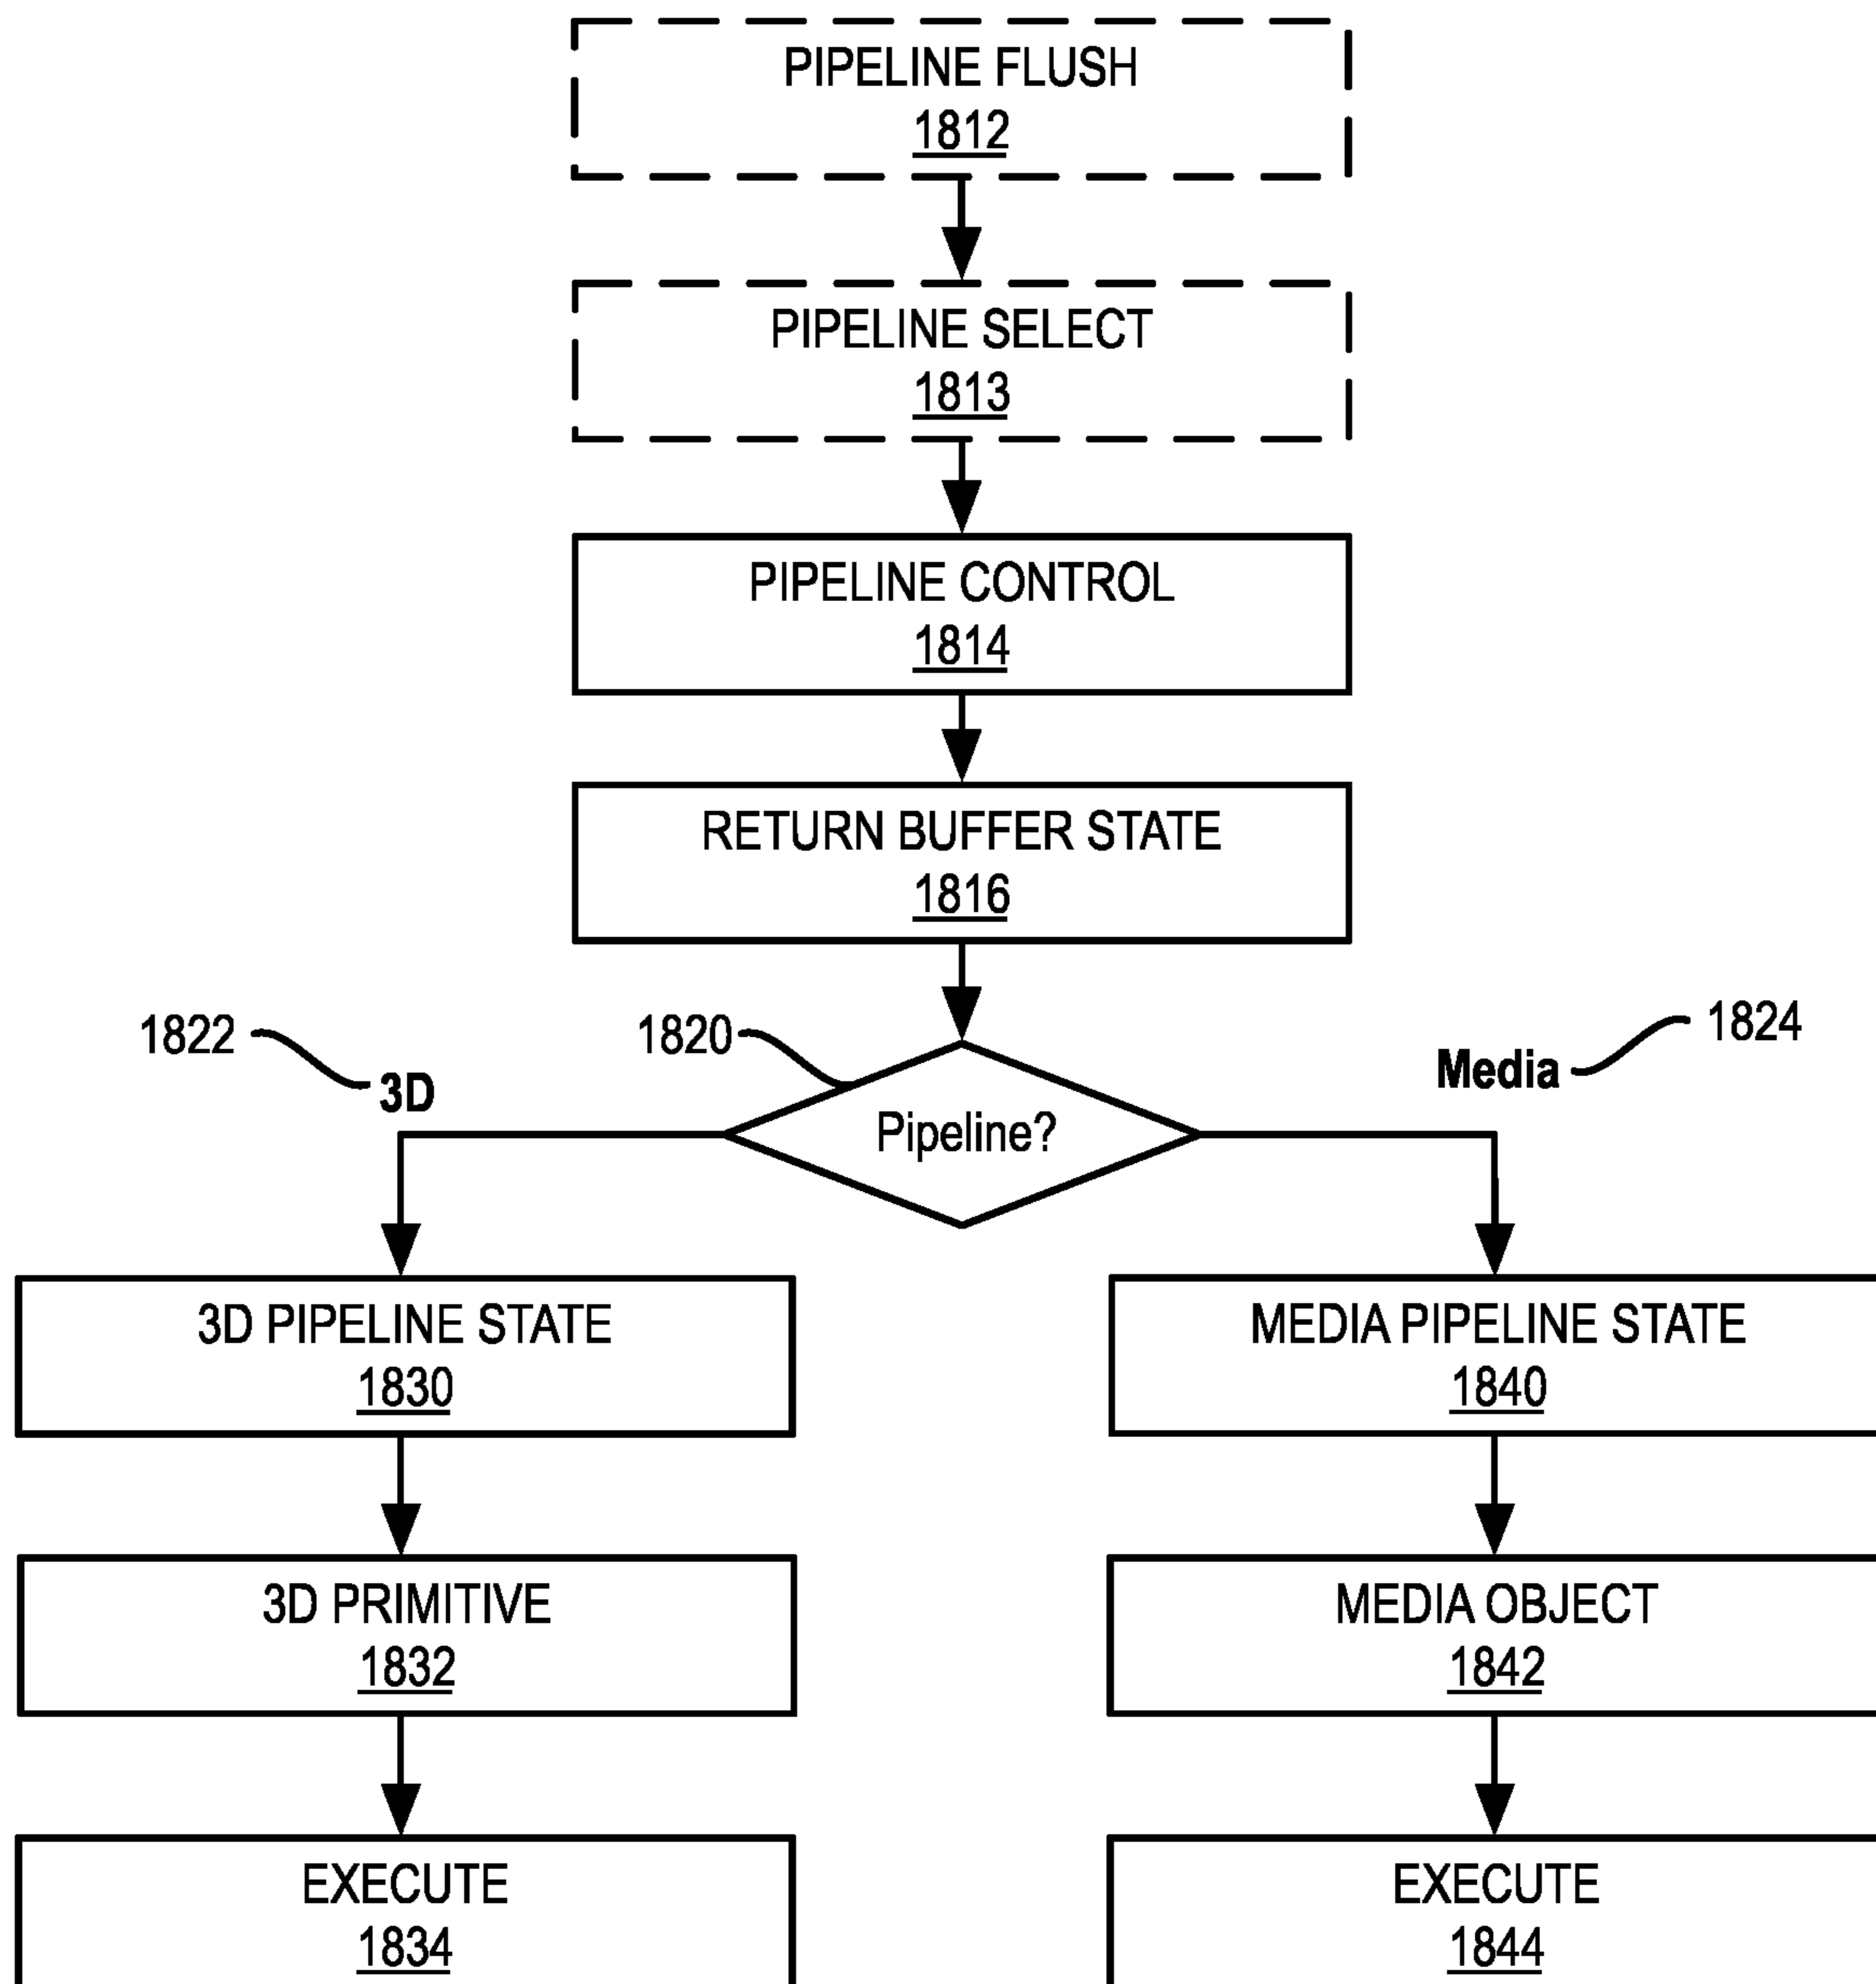 PIPELINE FLUSH
1812
PIPELINE SELECT
1813
PIPELINE CONTROL
1814
RETURN BUFFER STATE
1816
1822
3D
1820
Pipeline?
Media
1824
3D PIPELINE STATE
1830
MEDIA PIPELINE STATE
1840
3D PRIMITIVE
1832
MEDIA OBJECT
1842
EXECUTE
1834
EXECUTE
1844